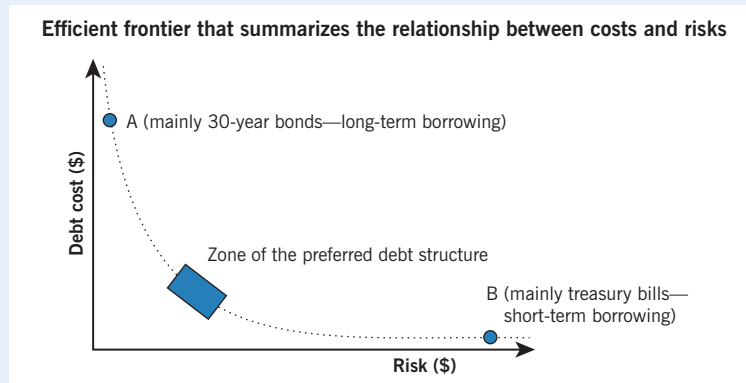 Efficient frontier that summarizes the relationship between costs and risks
A (mainly 30-year bonds—long-term borrowing)
Debt cost ($)
Zone of the preferred debt structure
B (mainly treasury bills—
short-term borrowing)
Risk ($)